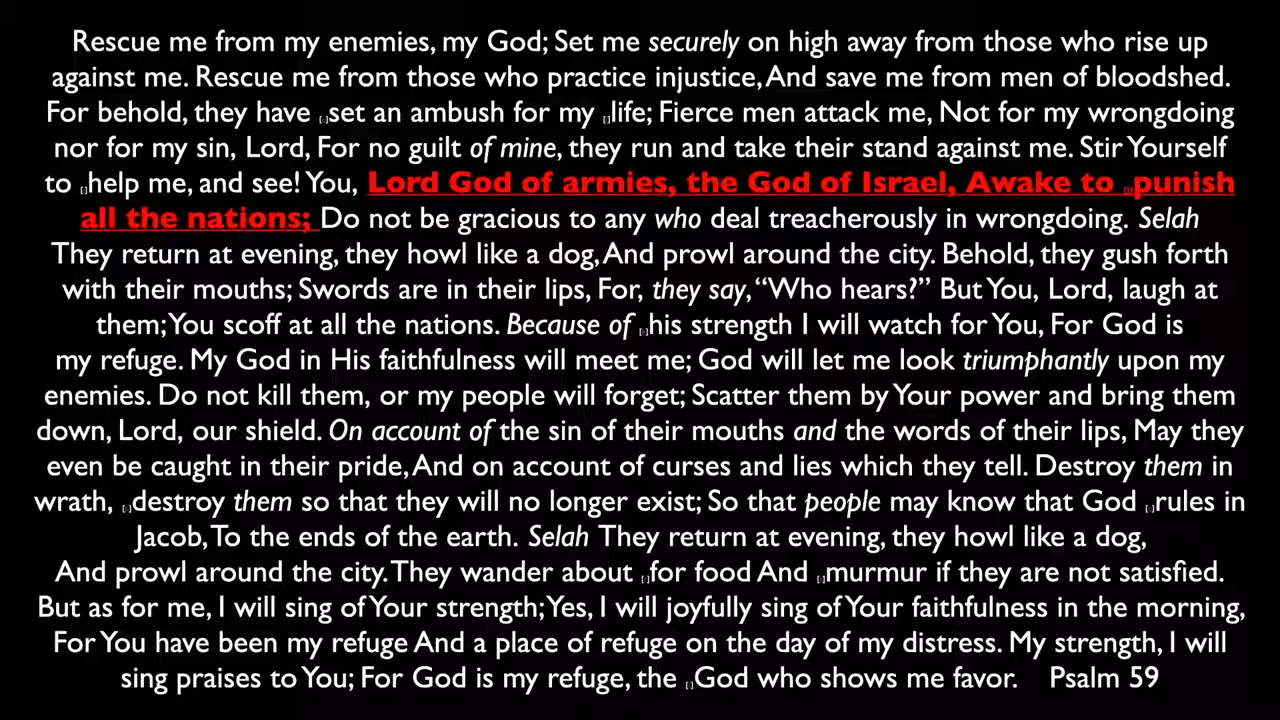 Rescue me from my enemies, my God; Set me securely on high away from those who rise up
against me. Rescue me from those who practice injustice, And save me from men of bloodshed.
For behold, they have set an ambush for my life; Fierce men attack me, Not for my wrongdoing
nor for my sin, Lord, For no guilt of mine, they run and take their stand against me. Stir Yourself
to help me, and see! You, Lord God of armies, the God of Israel, Awake to punish
all the nations; Do not be gracious to any who deal treacherously in wrongdoing. Selah
They return at evening, they howl like a dog, And prowl around the city. Behold, they gush forth
with their mouths; Swords are in their lips, For, they say, “Who hears?” But You, Lord, laugh at
them; You scoff at all the nations. Because of his strength I will watch for You, For God is
my refuge. My God in His faithfulness will meet me; God will let me look triumphantly upon my
enemies. Do not kill them, or my people will forget; Scatter them by Your power and bring them
down, Lord, our shield. On account of the sin of their mouths and the words of their lips, May they
even be caught in their pride, And on account of curses and lies which they tell. Destroy them in
wrath, destroy them so that they will no longer exist; So that people may know that God rules in
Jacob, To the ends of the earth. Selah They return at evening, they howl like a dog,
And prowl around the city. They wander about for food And murmur if they are not satisfied.
But as for me, I will sing of Your strength; Yes, I will joyfully sing of Your faithfulness in the morning,
For You have been my refuge And a place of refuge on the day of my distress. My strength, I will
sing praises to You; For God is my refuge, the God who shows me favor. Psalm 59